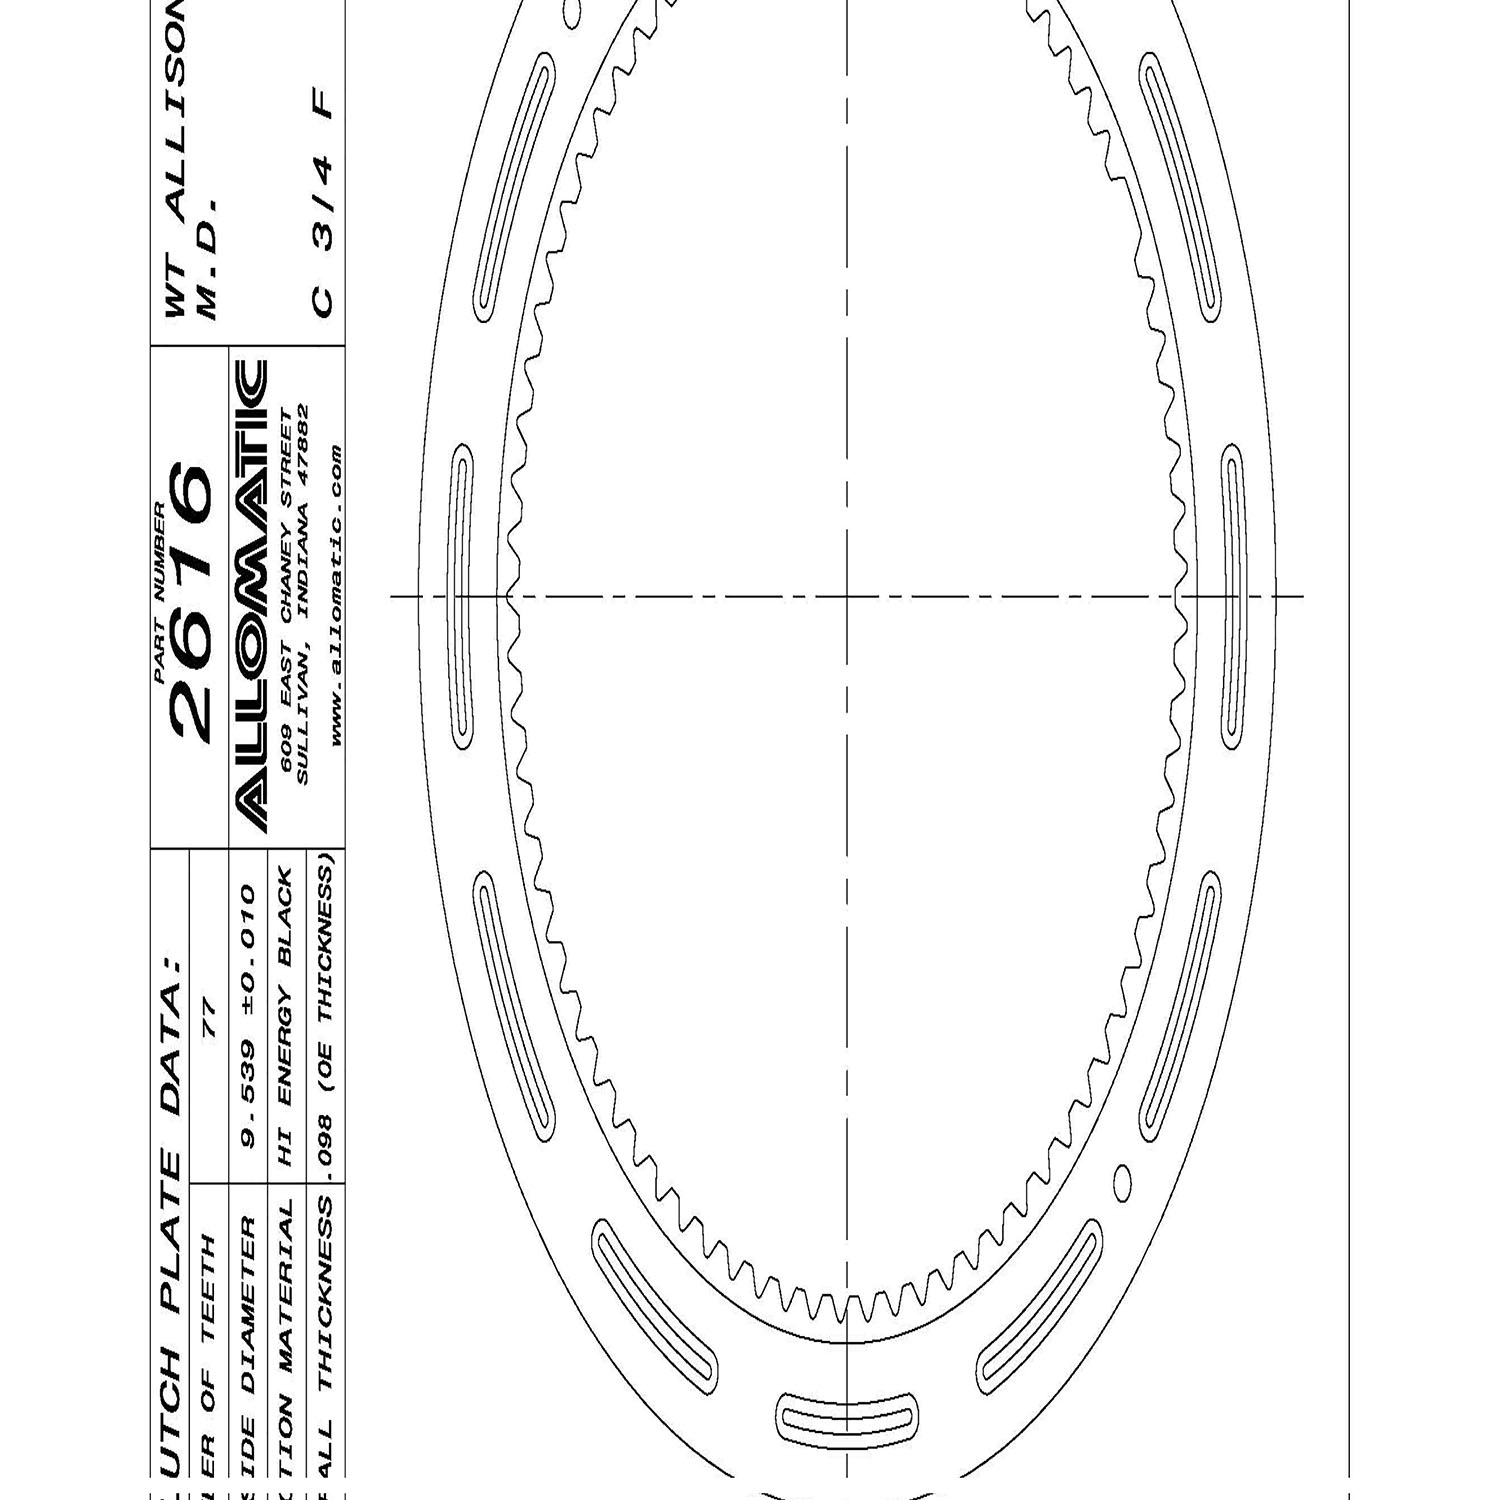 WT ALLISON
M.D.
C 3/4 F
PART NUMBER
2616
ALLOMATIC
609 EAST CHANEY STREET
SULLIVAN, INDIANA 47882
www.allomatic.com
UTCH PLATE DATA:
ER OF TEETH 77
IDE DIAMETER 9.539 ±0.010
TION MATERIAL HI ENERGY BLACK
ALL THICKNESS .098 (OE THICKNESS)